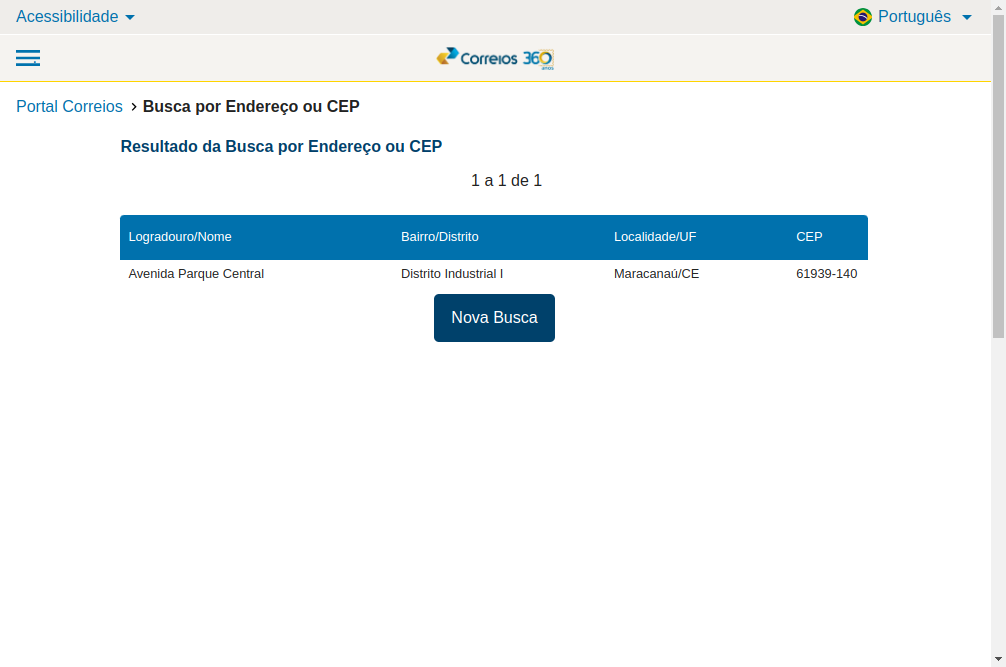 Acessibilidade
Português
Correios 360 anos
Portal Correios › Busca por Endereço ou CEP
Resultado da Busca por Endereço ou CEP
1 a 1 de 1
Logradouro/Nome Bairro/Distrito Localidade/UF CEP
Avenida Parque Central Distrito Industrial I Maracanaú/CE 61939-140
Nova Busca